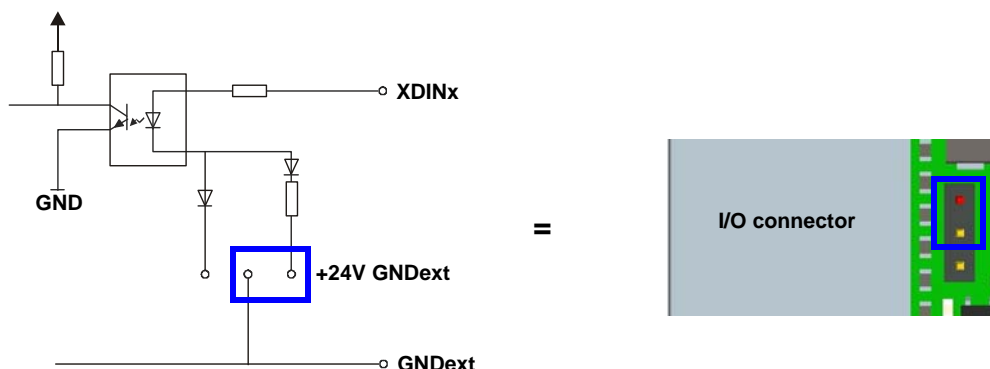 XDINx
GND
I/O connector
=
+24V GNDext
GNDext